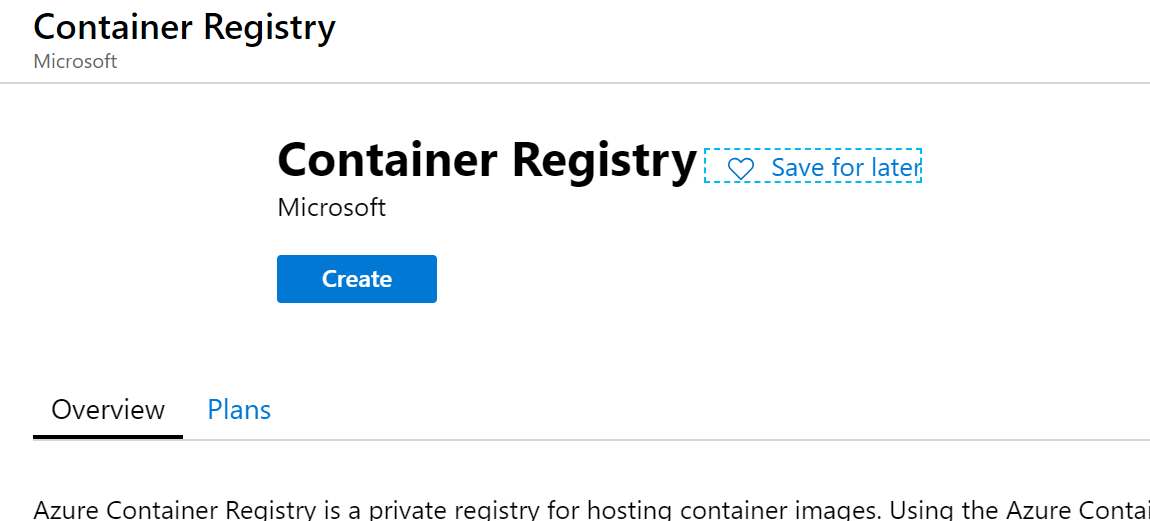 Container Registry
Microsoft
Container Registry
Save for later
Microsoft
Create
Overview Plans
Azure Container Registry is a private registry for hosting container images. Using the Azure Contai